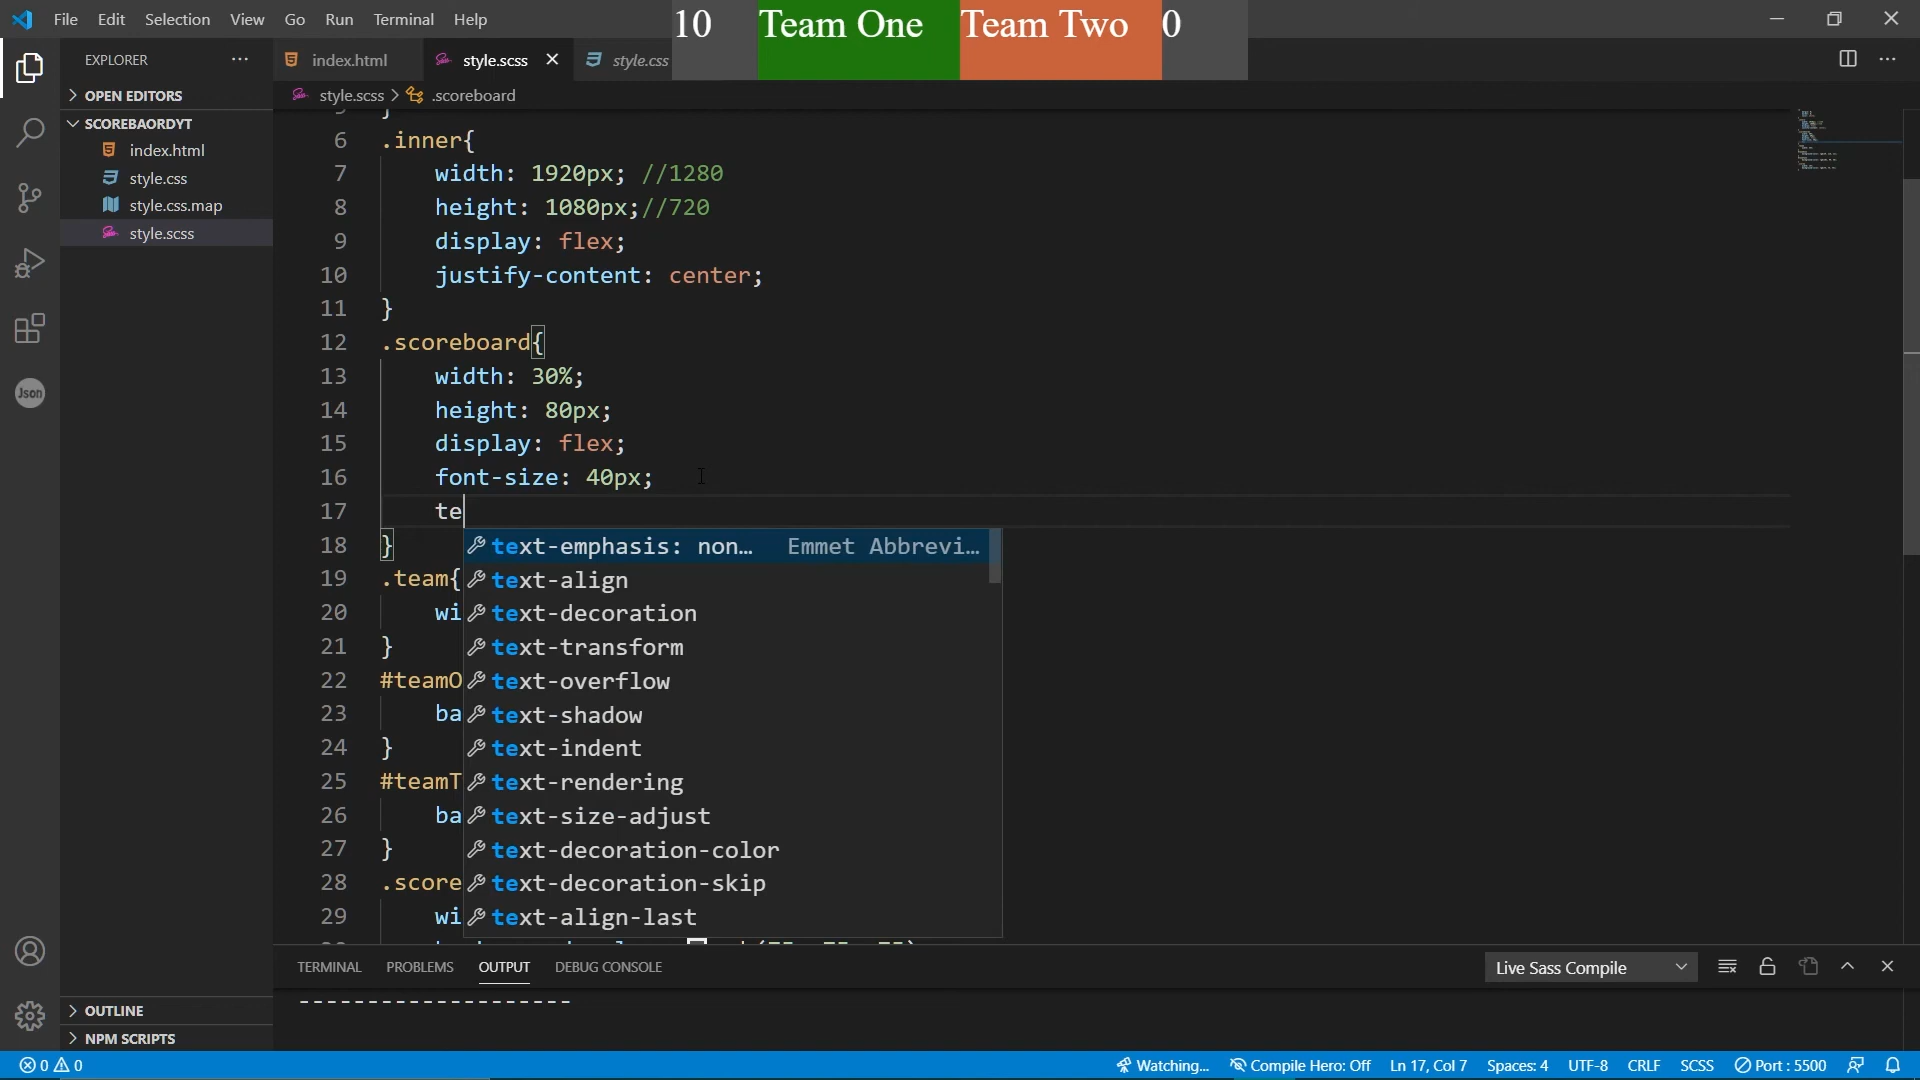 File Edit Selection View Go Run Terminal Help
10 Team One Team Two 0
EXPLORER
OPEN EDITORS
SCOREBAORDYT
index.html
style.css
style.css.map
style.scss
Json
OUTLINE
NPM SCRIPTS
index.html style.scss style.css
style.scss > .scoreboard
6 .inner{
7 width: 1920px; //1280
8 height: 1080px;//720
9 display: flex;
10 justify-content: center;
11 }
12 .scoreboard{
13 width: 30%;
14 height: 80px;
15 display: flex;
16 font-size: 40px;
17 te
18 }
19 .team{
20 wi
21 }
22 #teamO
23 ba
24 }
25 #teamT
26 ba
27 }
28 .score
29 wi
text-emphasis: non… Emmet Abbrevi…
text-align
text-decoration
text-transform
text-overflow
text-shadow
text-indent
text-rendering
text-size-adjust
text-decoration-color
text-decoration-skip
text-align-last
TERMINAL PROBLEMS OUTPUT DEBUG CONSOLE Live Sass Compile
--------------------
0 0 Watching... Compile Hero: Off Ln 17, Col 7 Spaces: 4 UTF-8 CRLF SCSS Port : 5500